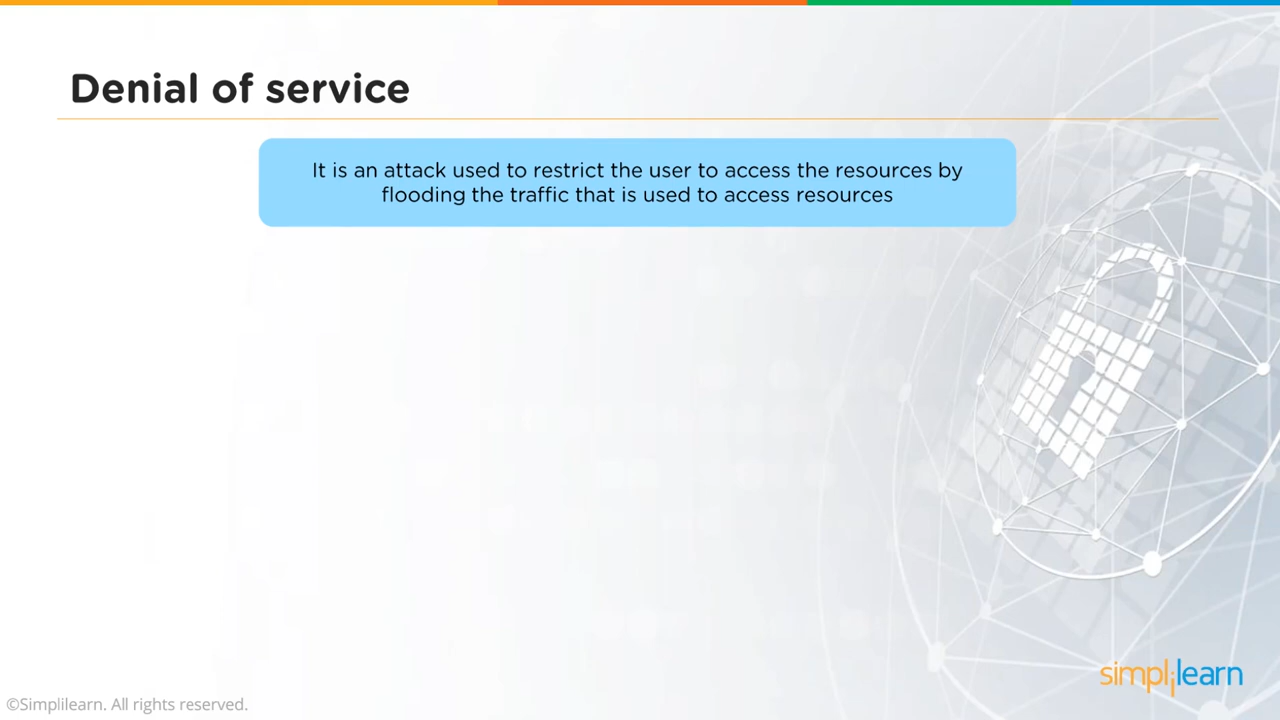 Denial of service
It is an attack used to restrict the user to access the resources by
flooding the traffic that is used to access resources
simplilearn
©Simplilearn. All rights reserved.